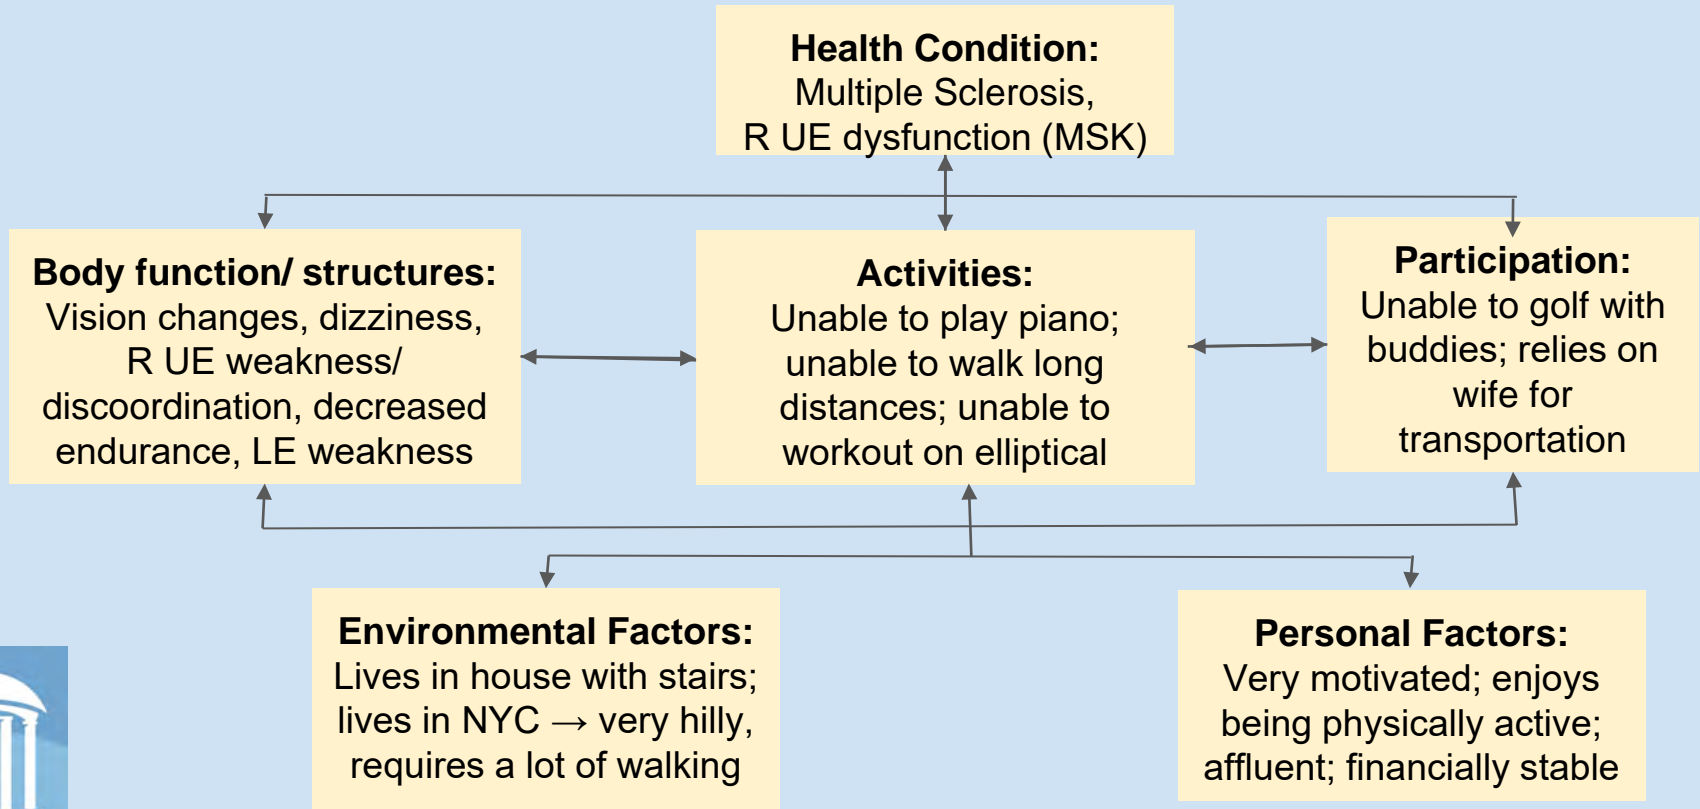 Health Condition:
Multiple Sclerosis,
R UE dysfunction (MSK)
Body function/ structures:
Vision changes, dizziness,
R UE weakness/
discoordination, decreased
endurance, LE weakness
Activities:
Unable to play piano;
unable to walk long
distances; unable to
workout on elliptical
Participation:
Unable to golf with
buddies; relies on
wife for
transportation
Environmental Factors:
Lives in house with stairs;
lives in NYC → very hilly,
requires a lot of walking
Personal Factors:
Very motivated; enjoys
being physically active;
affluent; financially stable